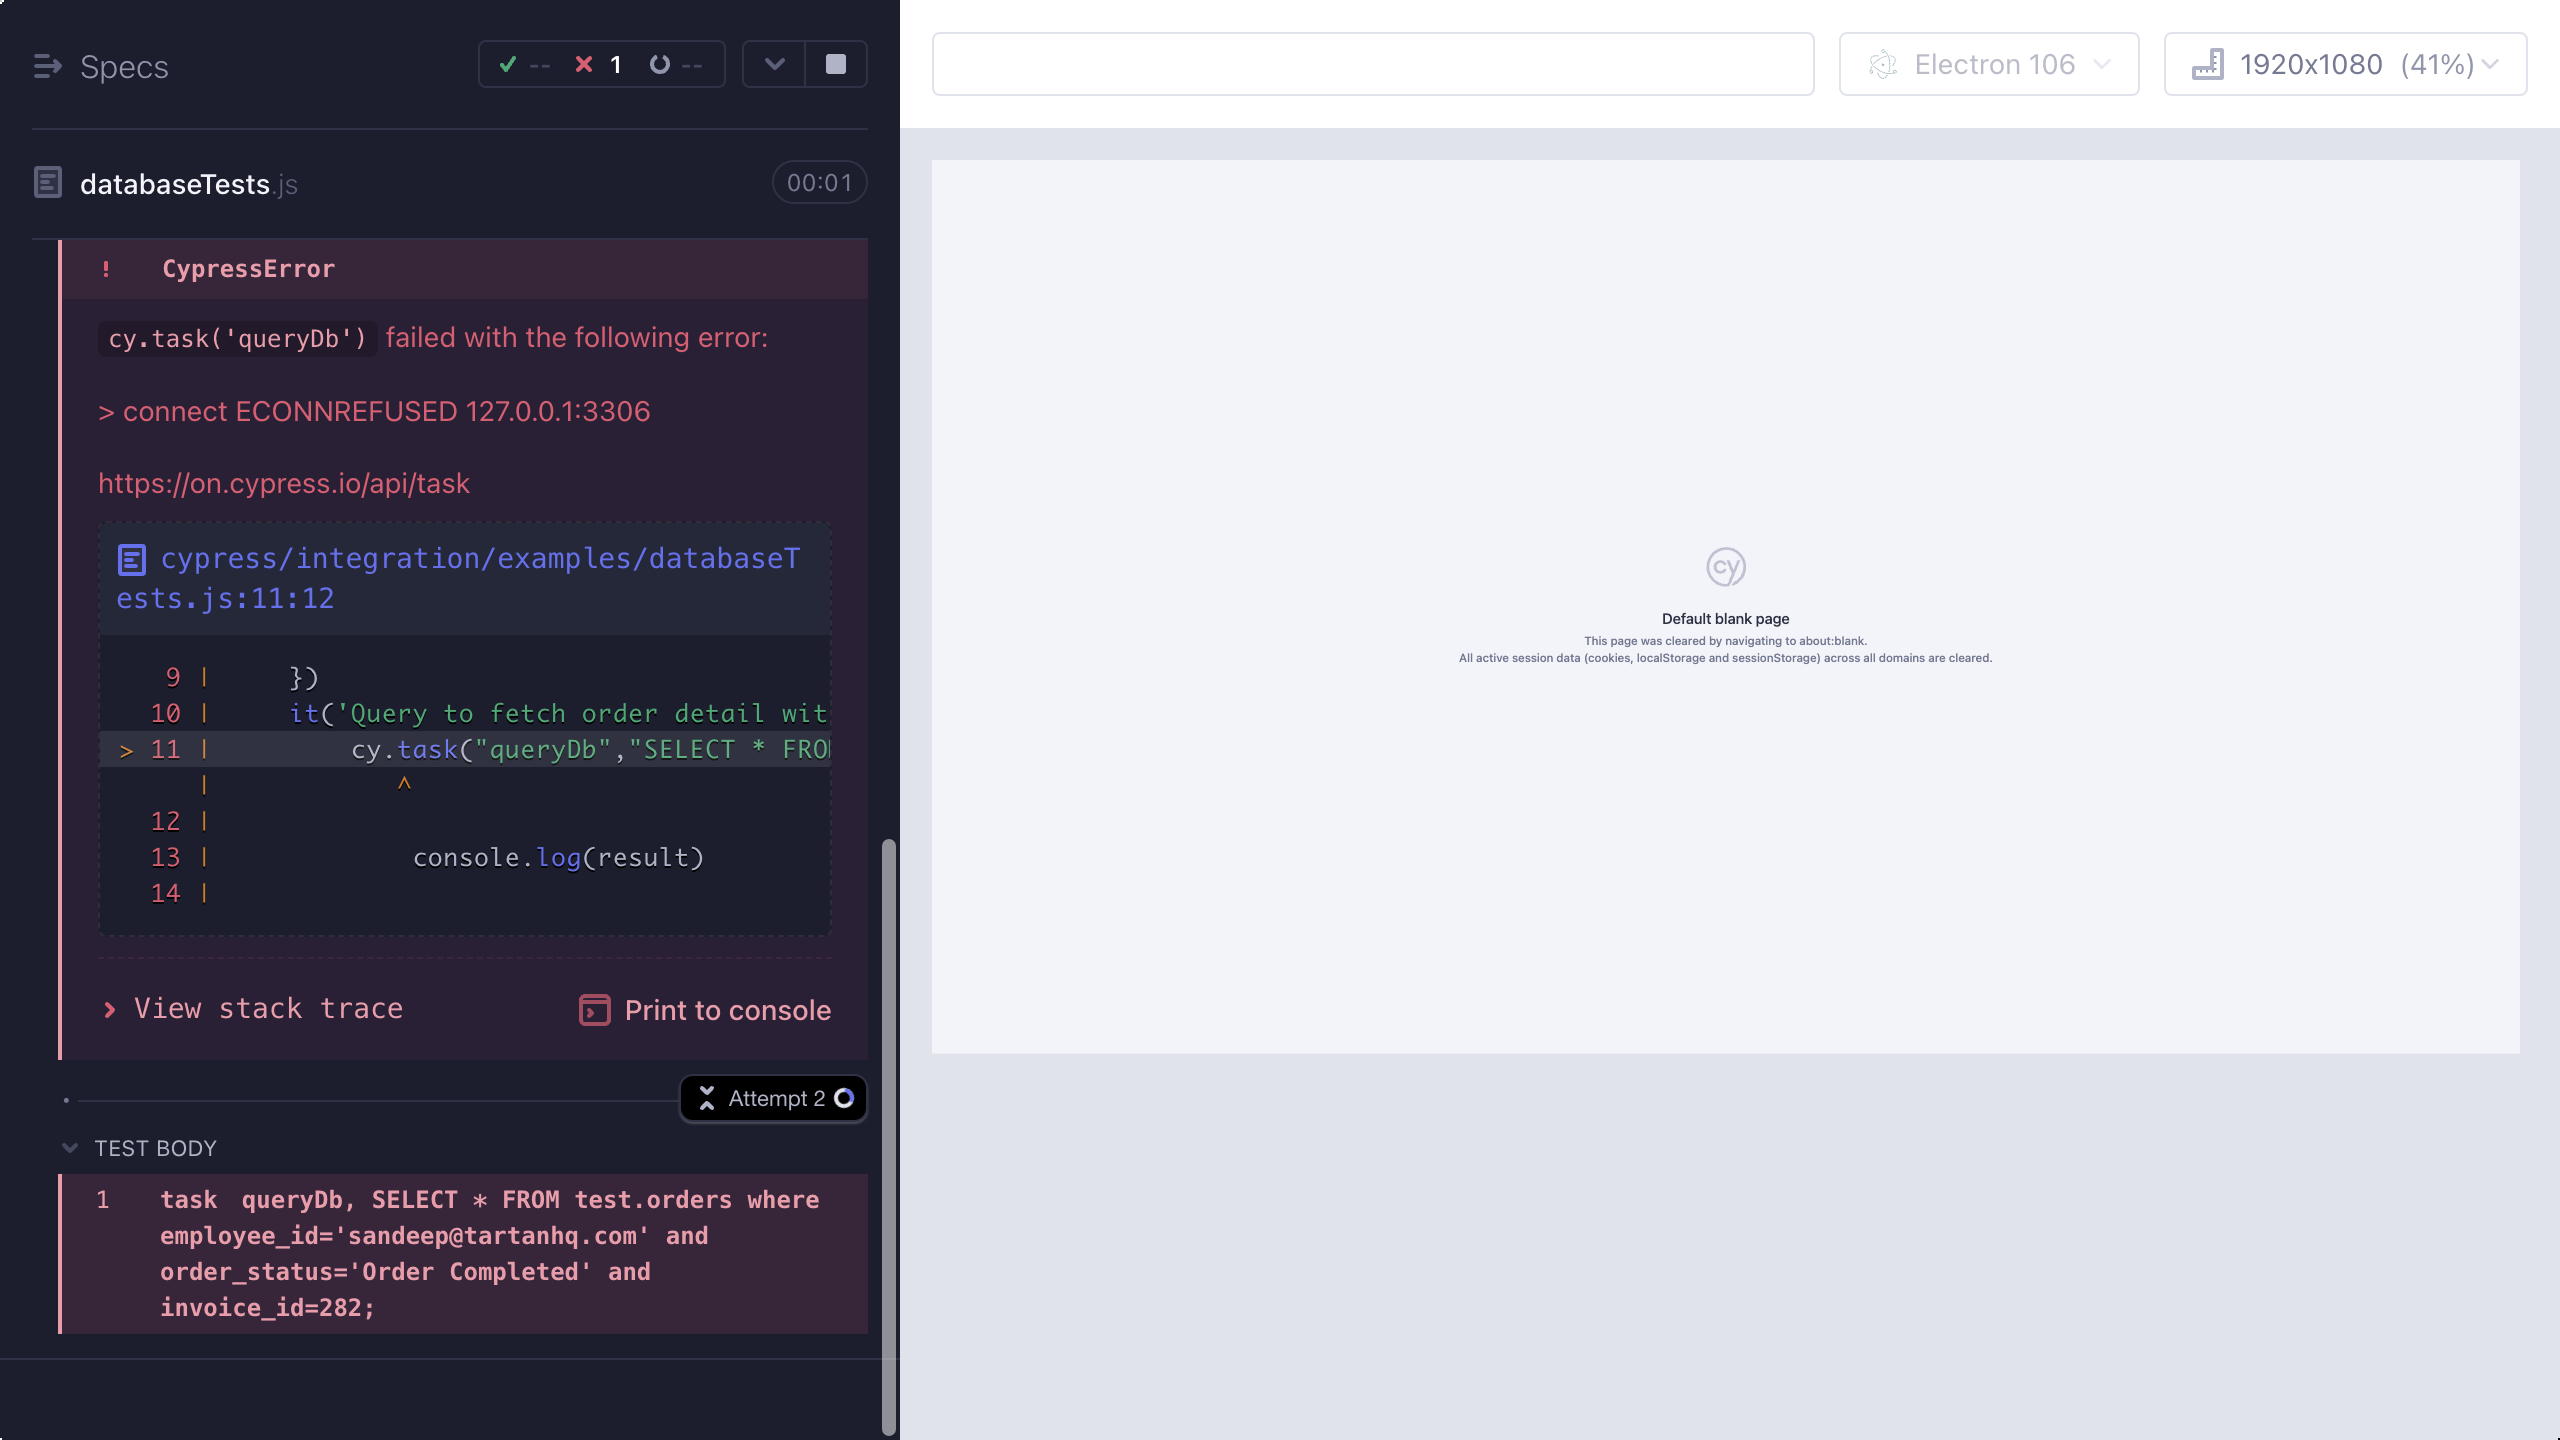 Specs
-- 1 --
databaseTests.js
00:01
! CypressError
cy.task('queryDb') failed with the following error:
> connect ECONNREFUSED 127.0.0.1:3306
https://on.cypress.io/api/task
cypress/integration/examples/databaseT
ests.js:11:12
9 | })
10 | it('Query to fetch order detail wit
> 11 | cy.task("queryDb","SELECT * FRO
| ^
12 |
13 | console.log(result)
14 |
View stack trace
Print to console
Attempt 2
TEST BODY
1 task queryDb, SELECT * FROM test.orders where
employee_id='sandeep@tartanhq.com' and
order_status='Order Completed' and
invoice_id=282;
Electron 106
1920x1080 (41%)
cy
Default blank page
This page was cleared by navigating to about:blank.
All active session data (cookies, localStorage and sessionStorage) across all domains are cleared.